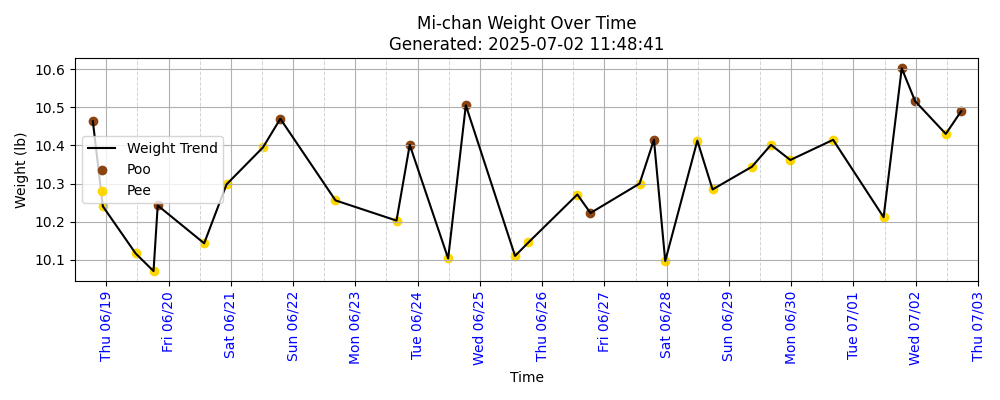 Mi-chan Weight Over Time
Generated: 2025-07-02 11:48:41
Weight (lb)
10.6
10.5
10.4
10.3
10.2
10.1
Weight Trend
Poo
Pee
Thu 06/19
Fri 06/20
Sat 06/21
Sun 06/22
Mon 06/23
Tue 06/24
Wed 06/25
Thu 06/26
Fri 06/27
Sat 06/28
Sun 06/29
Mon 06/30
Tue 07/01
Wed 07/02
Thu 07/03
Time